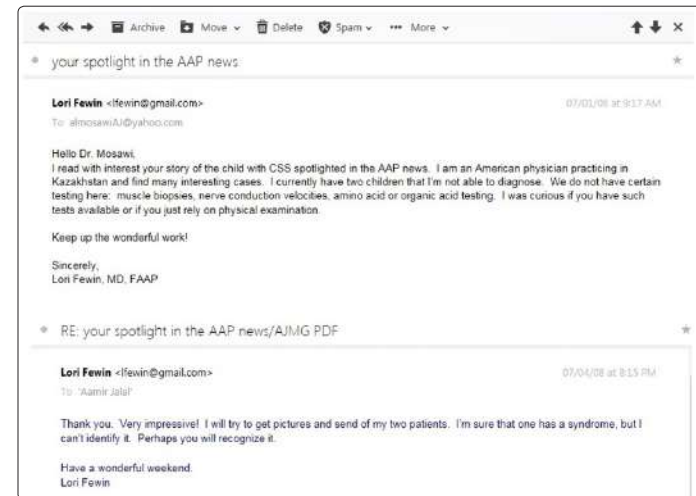 Archive Move Delete Spam ••• More
your spotlight in the AAP news
Lori Fewin <lfewin@gmail.com> 07/01/08 at 9:17 AM
To almosawiAJ@yahoo.com
Hello Dr. Mosawi,
I read with interest your story of the child with CSS spotlighted in the AAP news. I am an American physician practicing in
Kazakhstan and find many interesting cases. I currently have two children that I'm not able to diagnose. We do not have certain
testing here: muscle biopsies, nerve conduction velocities, amino acid or organic acid testing. I was curious if you have such
tests available or if you just rely on physical examination.
Keep up the wonderful work!
Sincerely,
Lori Fewin, MD, FAAP
RE: your spotlight in the AAP news/AJMG PDF
Lori Fewin <lfewin@gmail.com> 07/04/08 at 8:15 PM
To 'Aamir Jalal'
Thank you. Very impressive! I will try to get pictures and send of my two patients. I'm sure that one has a syndrome, but I
can't identify it. Perhaps you will recognize it.
Have a wonderful weekend.
Lori Fewin